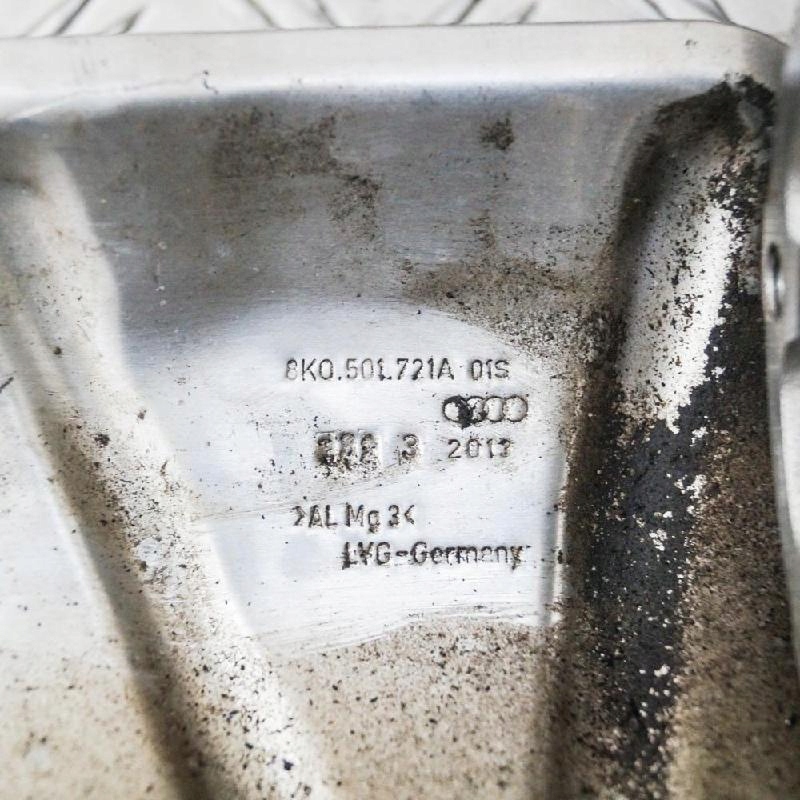 8K0.501.721A 01S
3 2013
>AL Mg 3<
LVG-Germany